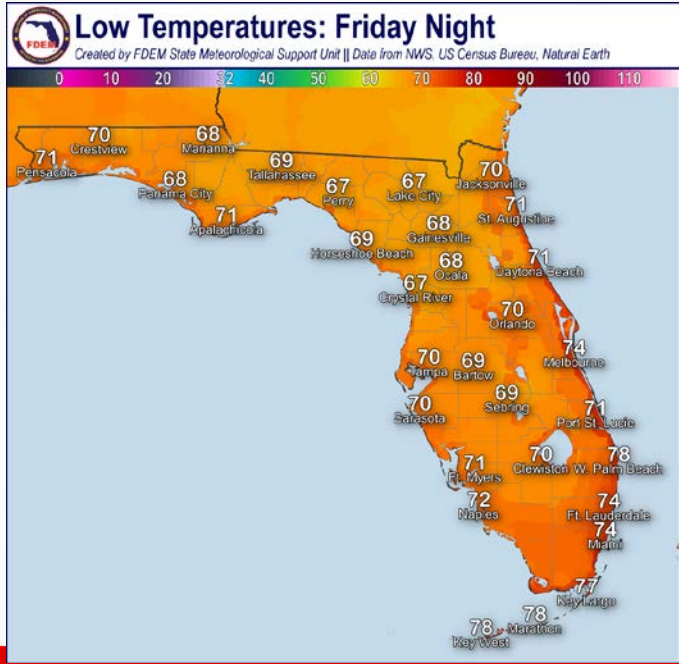 FDEM
Low Temperatures: Friday Night
Created by FDEM State Meteorological Support Unit || Data from NWS, US Census Bureau, Natural Earth
0 10 20 32 40 50 60 70 80 90 100 110
70
Crestview
68
Marianna
71
Pensacola
69
Tallahassee
68
Panama City
67
Perry
67
Lake City
70
Jacksonville
71
Apalachicola
71
St. Augustine
68
Gainesville
69
Horseshoe Beach
68
Ocala
71
Daytona Beach
67
Crystal River
70
Orlando
74
Melbourne
70
Tampa
69
Bartow
69
Sebring
70
Sarasota
71
Port St. Lucie
71
Ft. Myers
70
Clewiston
78
W. Palm Beach
72
Naples
74
Ft. Lauderdale
74
Miami
77
Key Largo
78
Marathon
78
Key West